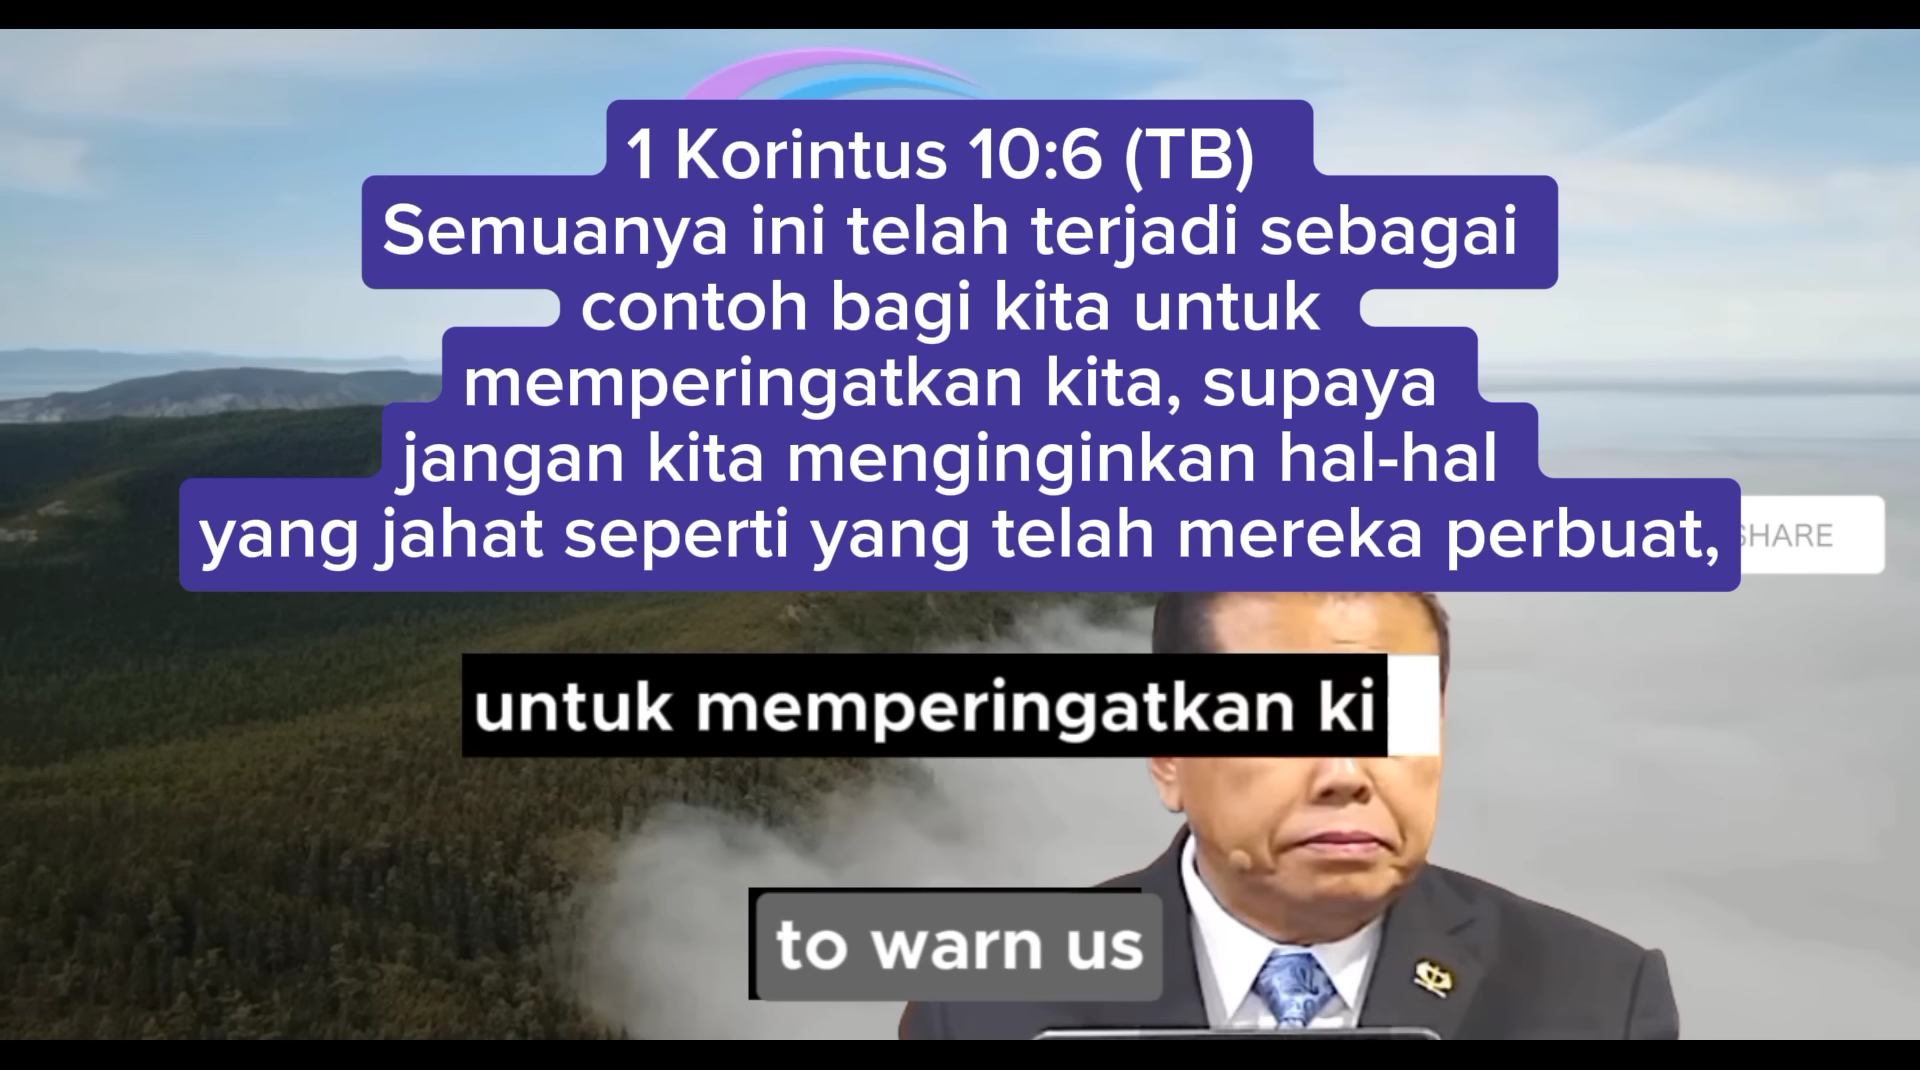 1 Korintus 10:6 (TB)
Semuanya ini telah terjadi sebagai
contoh bagi kita untuk
memperingatkan kita, supaya
jangan kita menginginkan hal-hal
yang jahat seperti yang telah mereka perbuat,
SHARE
untuk memperingatkan ki
to warn us